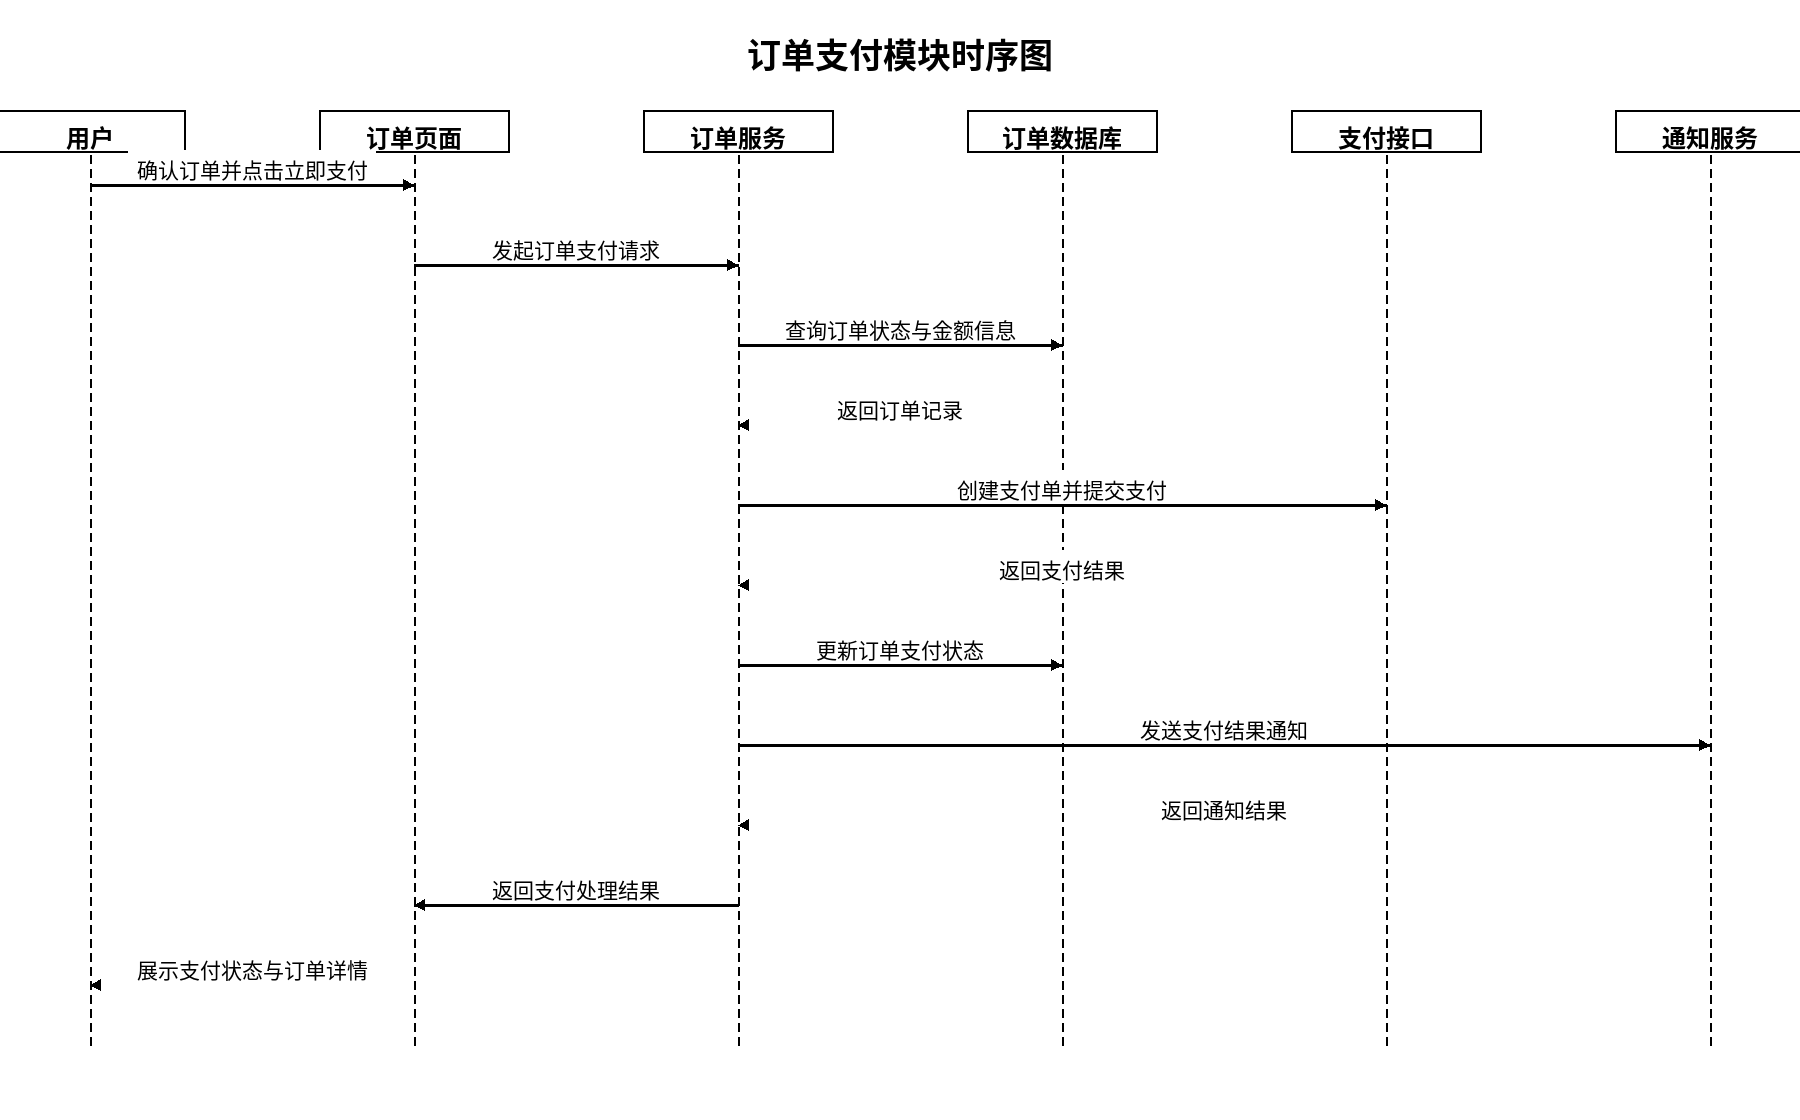 订单支付模块时序图
用户
订单页面
订单服务
订单数据库
支付接口
通知服务
确认订单并点击立即支付
发起订单支付请求
查询订单状态与金额信息
返回订单记录
创建支付单并提交支付
返回支付结果
更新订单支付状态
发送支付结果通知
返回通知结果
返回支付处理结果
展示支付状态与订单详情